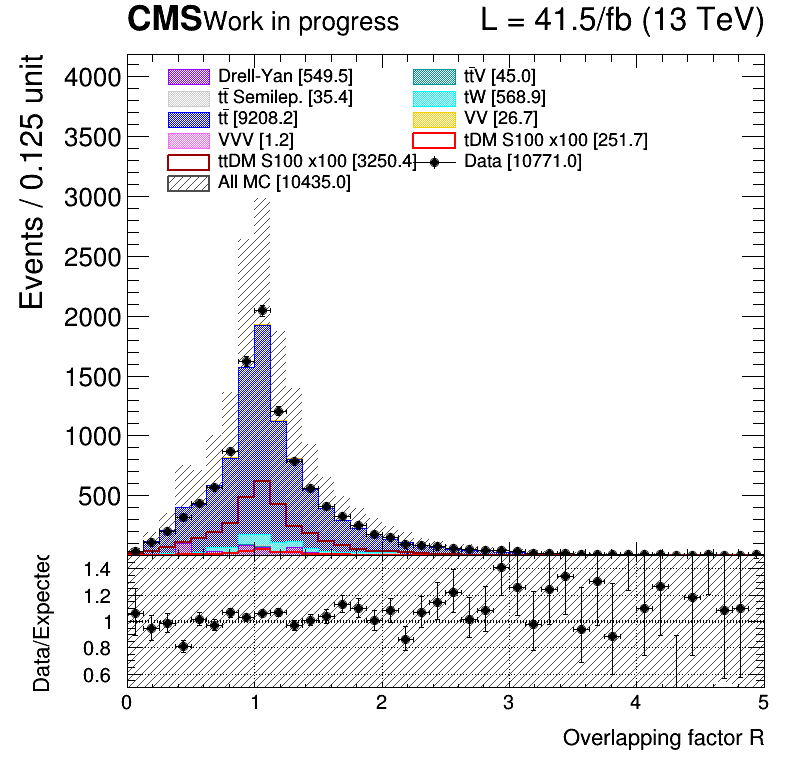 CMS Work in progress L = 41.5/fb (13 TeV)
Events / 0.125 unit
4000
3500
3000
2500
2000
1500
1000
500
Drell-Yan [549.5]
tt̄ Semilep. [35.4]
tt̄ [9208.2]
VVV [1.2]
ttDM S100 x100 [3250.4]
All MC [10435.0]
tt̄V [45.0]
tW [568.9]
VV [26.7]
tDM S100 x100 [251.7]
Data [10771.0]
Data/Expected
1.4
1.2
1
0.8
0.6
0 1 2 3 4 5
Overlapping factor R